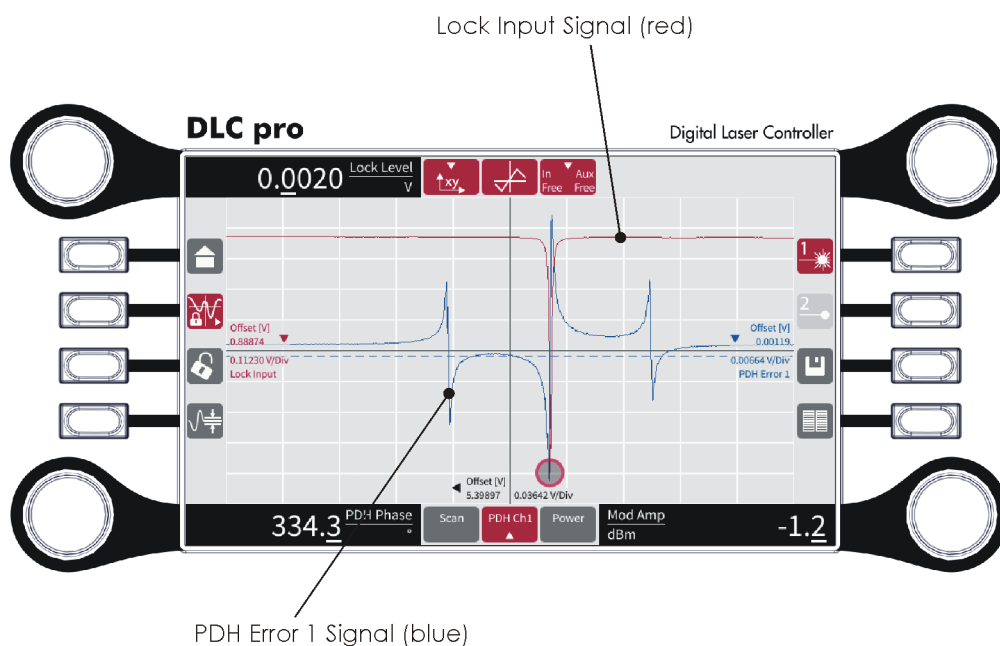 Lock Input Signal (red)
DLC pro
Digital Laser Controller
0.0020 Lock Level
V
xy
In Aux
Free Free
1
2
Offset [V]
0.88874
0.11230 V/Div
Lock Input
Offset [V]
0.00119
0.00664 V/Div
PDH Error 1
Offset [V]
5.39897 0.03642 V/Div
334.3 PDH Phase
°
Scan PDH Ch1 Power
Mod Amp
dBm
-1.2
PDH Error 1 Signal (blue)